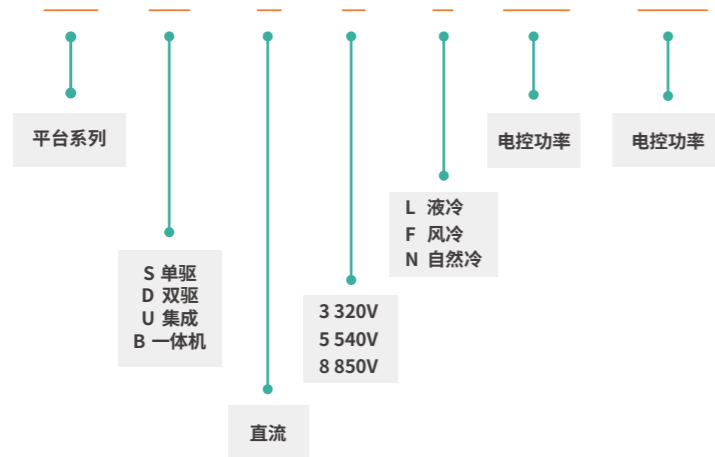 平台系列
电控功率
电控功率
L 液冷
F 风冷
N 自然冷
S 单驱
D 双驱
U 集成
B 一体机
3 320V
5 540V
8 850V
直流